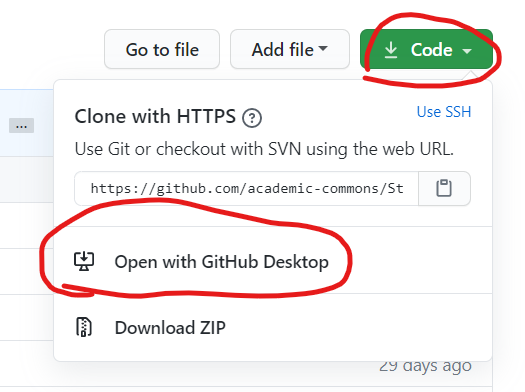 Go to file Add file Code
...
Clone with HTTPS Use SSH
Use Git or checkout with SVN using the web URL.
https://github.com/academic-commons/St
Open with GitHub Desktop
Download ZIP
29 days ago